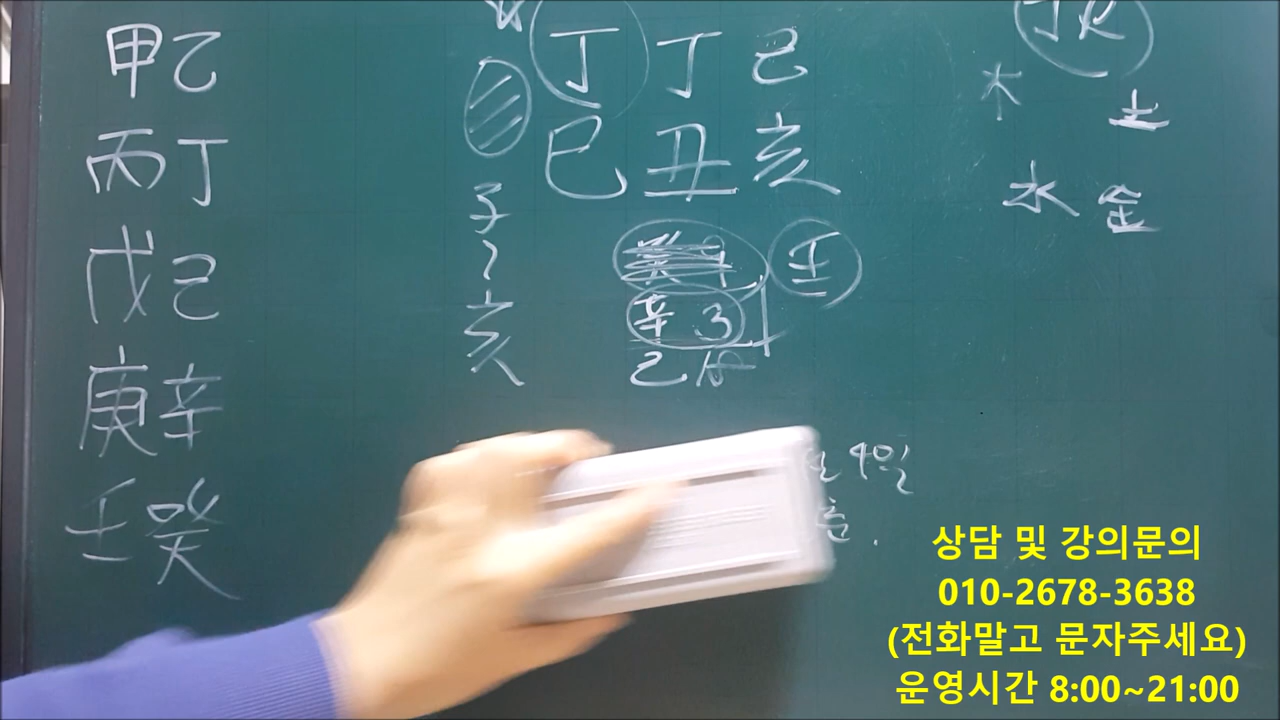 甲乙
丙丁
戊己
庚辛
壬癸
丁丁己
巳丑亥
子
~
亥
壬
辛 3
己 18
木
土
水 金
상담 및 강의문의
010-2678-3638
(전화말고 문자주세요)
운영시간 8:00~21:00